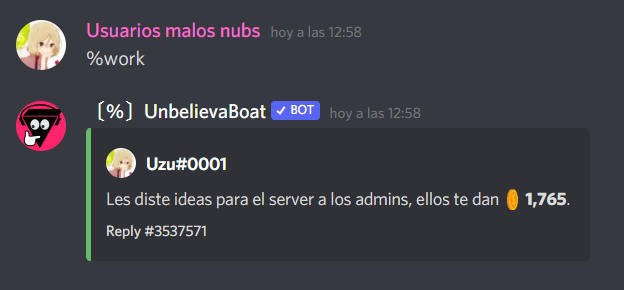 Usuarios malos nubs hoy a las 12:58
%work
〔%〕UnbelievaBoat ✓ BOT hoy a las 12:58
Uzu#0001
Les diste ideas para el server a los admins, ellos te dan 1,765.
Reply #3537571